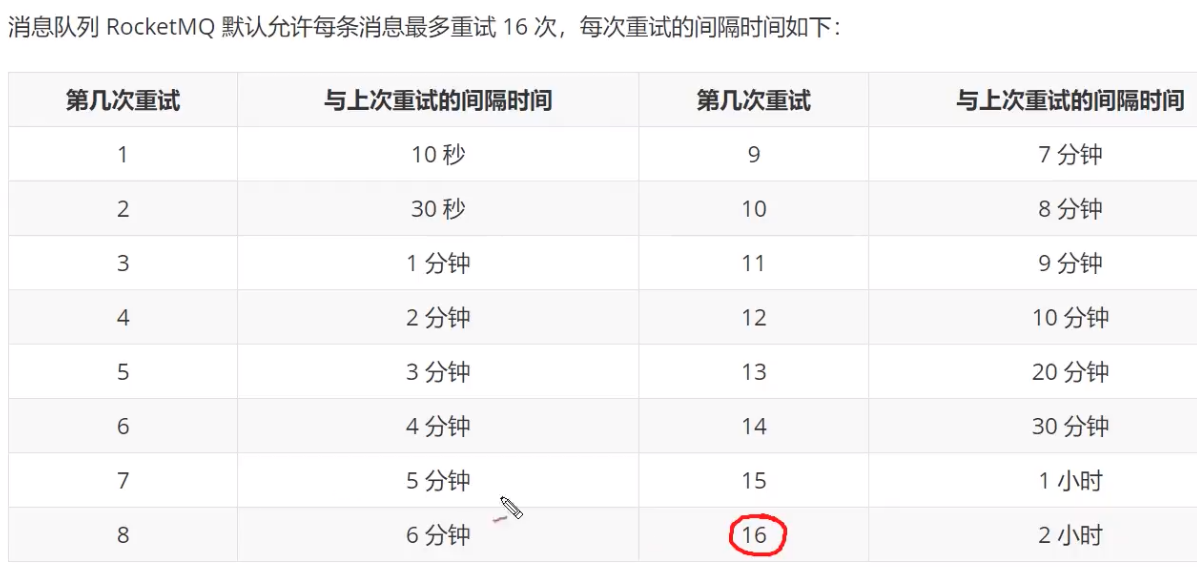 消息队列 RocketMQ 默认允许每条消息最多重试 16 次，每次重试的间隔时间如下：
第几次重试 与上次重试的间隔时间 第几次重试 与上次重试的间隔时间
1 10 秒 9 7 分钟
2 30 秒 10 8 分钟
3 1 分钟 11 9 分钟
4 2 分钟 12 10 分钟
5 3 分钟 13 20 分钟
6 4 分钟 14 30 分钟
7 5 分钟 15 1 小时
8 6 分钟 16 2 小时